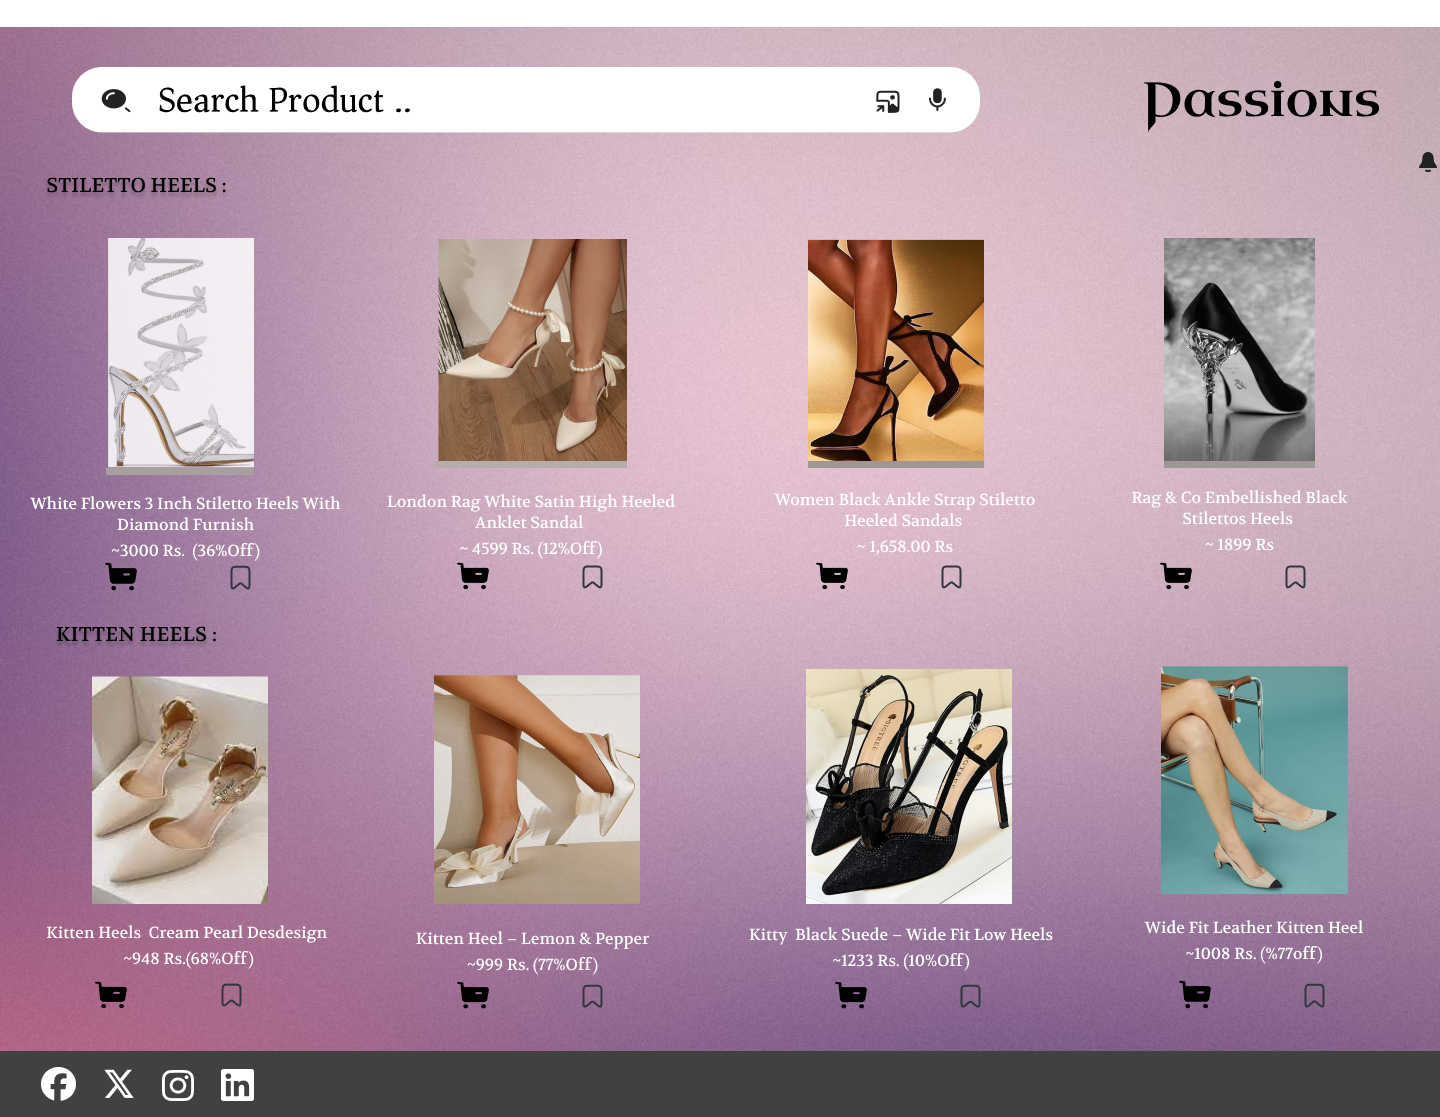 Search Product ..
Passions
STILETTO HEELS :
White Flowers 3 Inch Stiletto Heels With
Diamond Furnish
~3000 Rs. (36%Off)
London Rag White Satin High Heeled
Anklet Sandal
~ 4599 Rs. (12%Off)
Women Black Ankle Strap Stiletto
Heeled Sandals
~ 1,658.00 Rs
Rag & Co Embellished Black
Stilettos Heels
~ 1899 Rs
KITTEN HEELS :
Kitten Heels Cream Pearl Desdesign
~948 Rs.(68%Off)
Kitten Heel – Lemon & Pepper
~999 Rs. (77%Off)
Kitty Black Suede – Wide Fit Low Heels
~1233 Rs. (10%Off)
Wide Fit Leather Kitten Heel
~1008 Rs. (%77off)